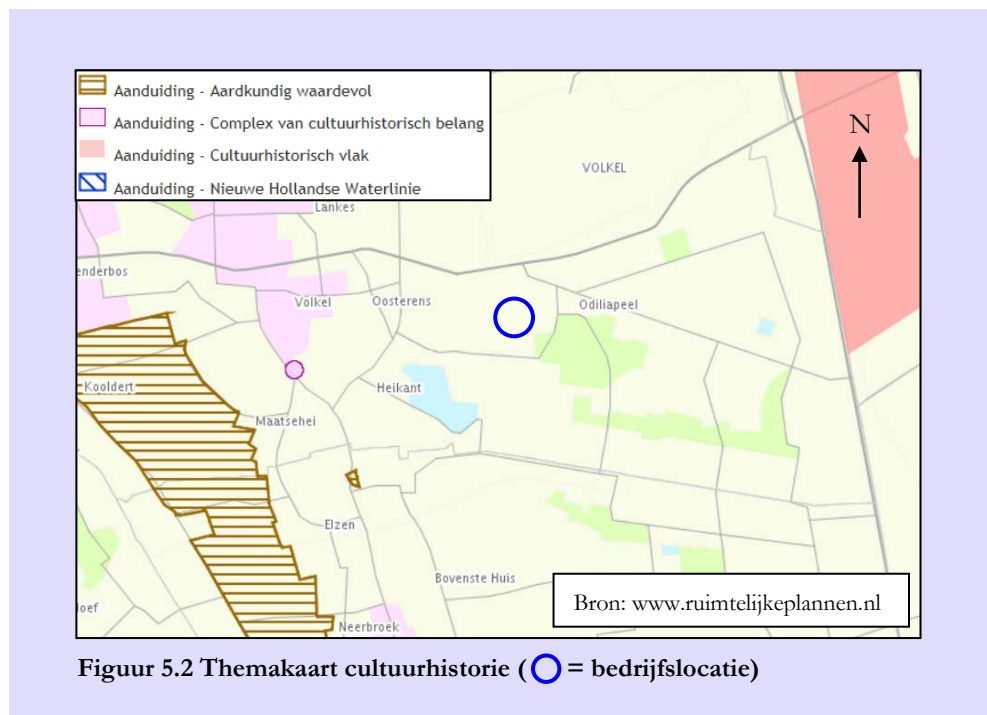 Aanduiding - Aardkundig waardevol
Aanduiding - Complex van cultuurhistorisch belang
Aanduiding - Cultuurhistorisch vlak
Aanduiding - Nieuwe Hollandse Waterlinie
N
VOLKEL
Lankes
enderbos
Volkel
Oosterens
Odiliapeel
Kooldert
Heikant
Maatsehei
Elzen
Bovenste Huis
oef
Neerbroek
Bron: www.ruimtelijkeplannen.nl
Figuur 5.2 Themakaart cultuurhistorie ( = bedrijfslocatie)